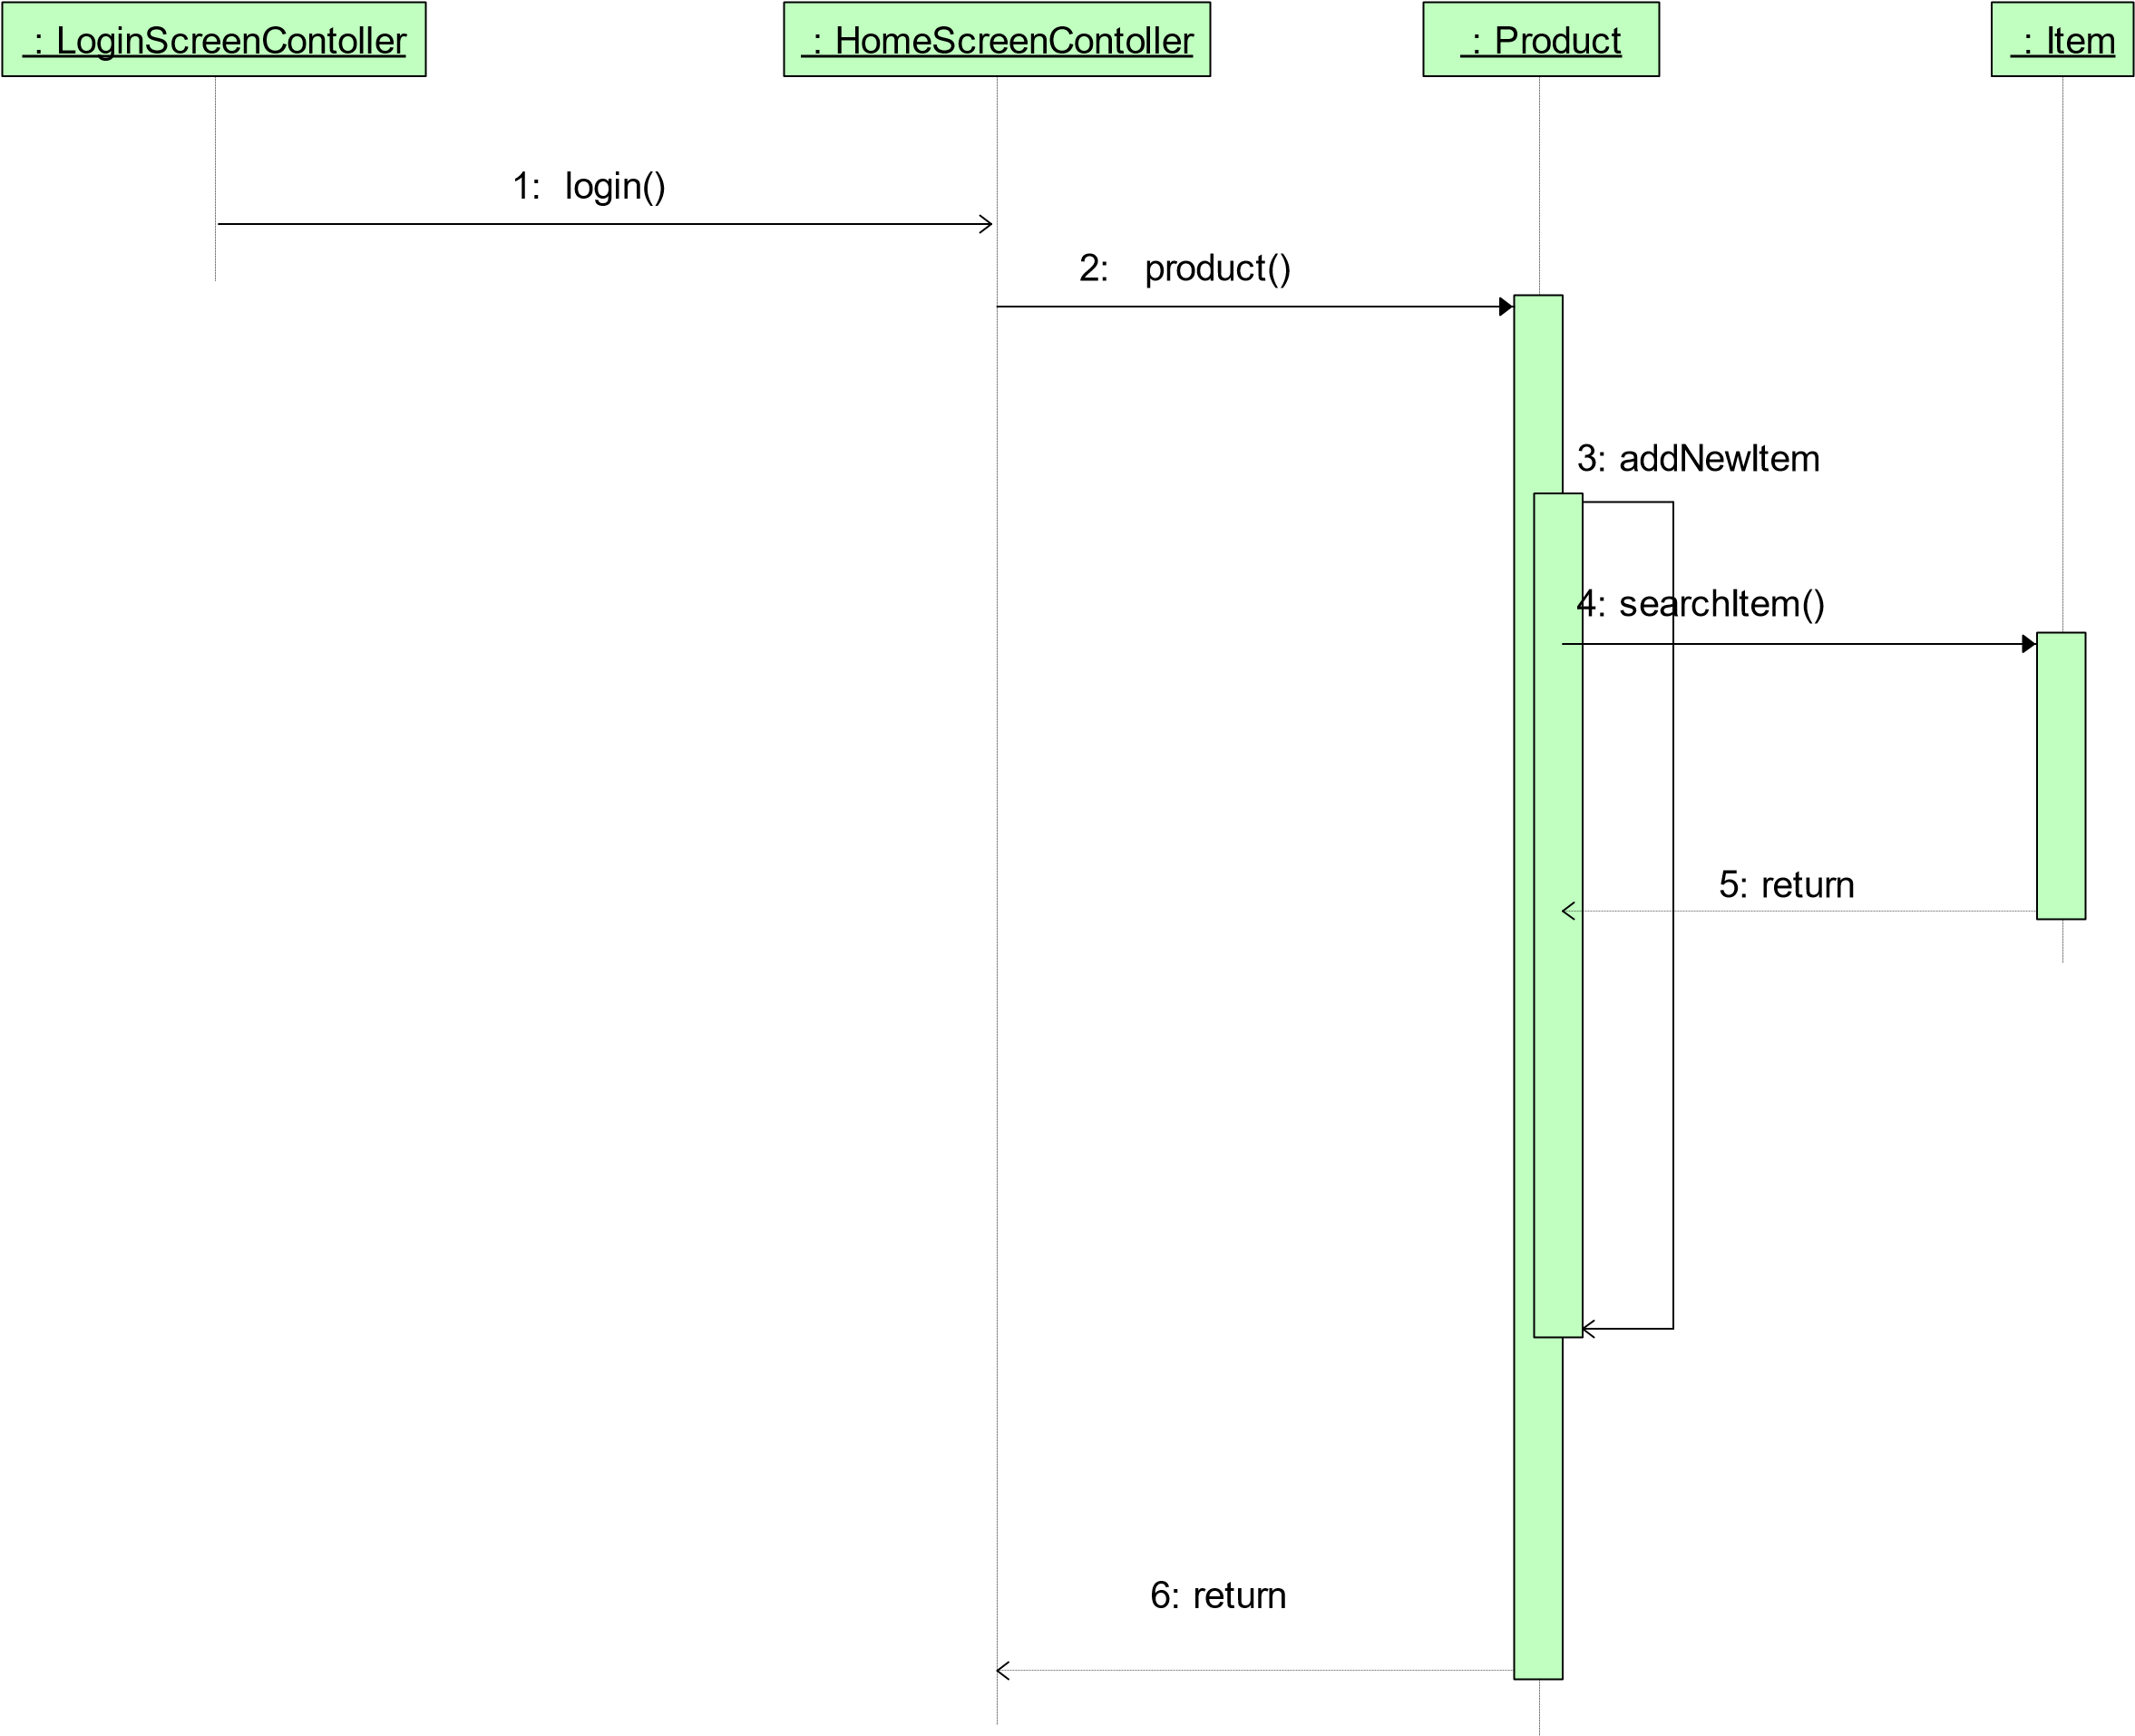 : LoginScreenContoller
: HomeScreenContoller
: Product
: Item
1: login()
2: product()
3: addNewItem
4: searchItem()
5: return
6: return